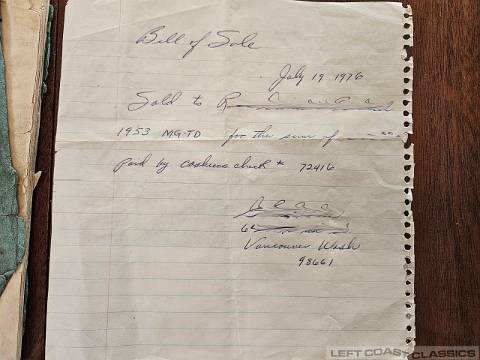 Bill of Sale
July 19 1976
Sold to
1953 MG-TD for the sum of
paid by cashiers check # 72416
Vancouver Wash
98661
LEFT COAST CLASSICS